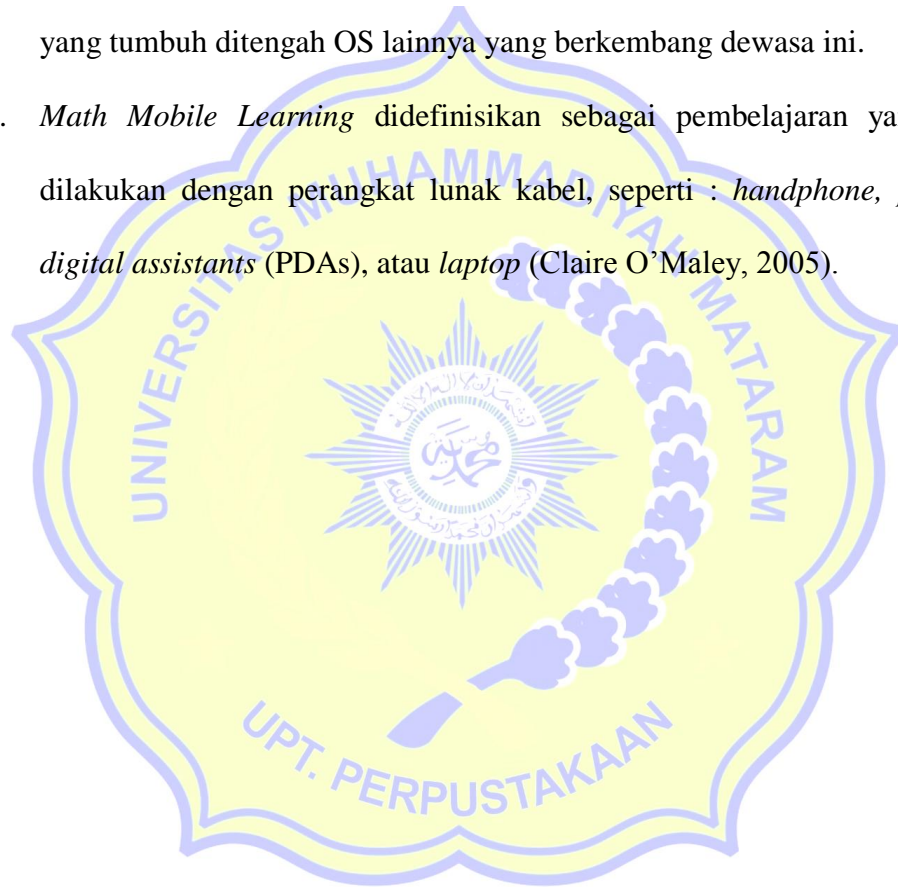 yang tumbuh ditengah OS lainnya yang berkembang dewasa ini.
. Math Mobile Learning didefinisikan sebagai pembelajaran ya
dilakukan dengan perangkat lunak kabel, seperti : handphone,
digital assistants (PDAs), atau laptop (Claire O’Maley, 2005).
UNIVERSITAS MUHAMMADIYAH MATARAM
UPT. PERPUSTAKAAN